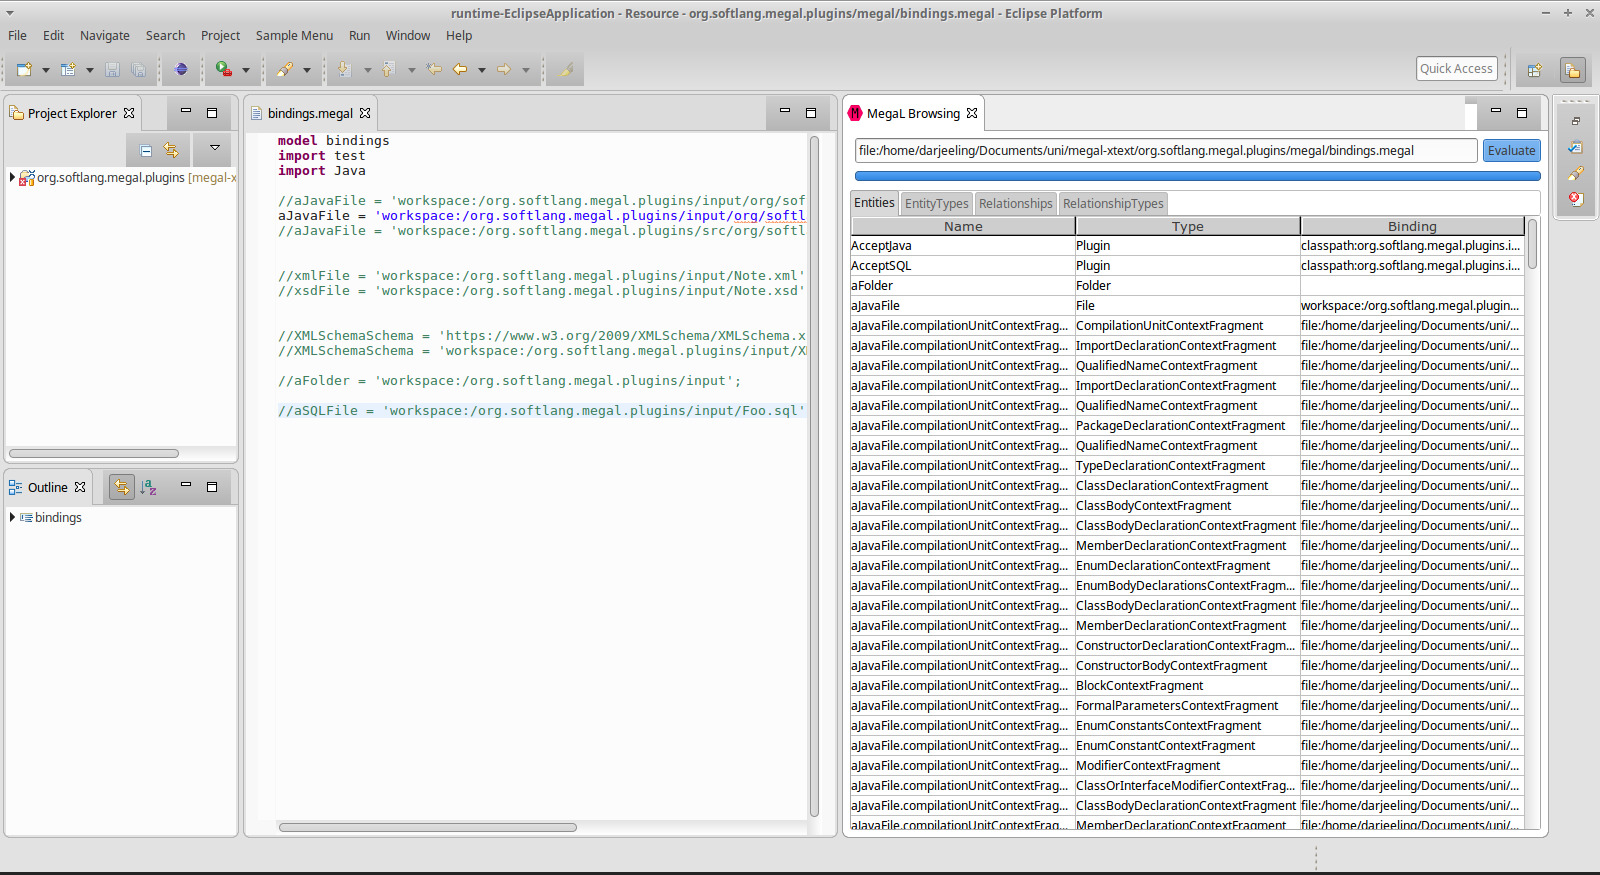 runtime-EclipseApplication - Resource - org.softlang.megal.plugins/megal/bindings.megal - Eclipse Platform
File Edit Navigate Search Project Sample Menu Run Window Help
Quick Access
Project Explorer
org.softlang.megal.plugins [megal-x
Outline
bindings
bindings.megal
model bindings
import test
import Java
//aJavaFile = 'workspace:/org.softlang.megal.plugins/input/org/sof
aJavaFile = 'workspace:/org.softlang.megal.plugins/input/org/softl
//aJavaFile = 'workspace:/org.softlang.megal.plugins/src/org/softl
//xmlFile = 'workspace:/org.softlang.megal.plugins/input/Note.xml'
//xsdFile = 'workspace:/org.softlang.megal.plugins/input/Note.xsd'
//XMLSchemaSchema = 'https://www.w3.org/2009/XMLSchema/XMLSchema.x
//XMLSchemaSchema = 'workspace:/org.softlang.megal.plugins/input/XM
//aFolder = 'workspace:/org.softlang.megal.plugins/input';
//aSQLFile = 'workspace:/org.softlang.megal.plugins/input/Foo.sql'
MegaL Browsing
file:/home/darjeeling/Documents/uni/megal-xtext/org.softlang.megal.plugins/megal/bindings.megal Evaluate
Entities EntityTypes Relationships RelationshipTypes
Name Type Binding
AcceptJava Plugin classpath:org.softlang.megal.plugins.i...
AcceptSQL Plugin classpath:org.softlang.megal.plugins.i...
aFolder Folder
aJavaFile File workspace:/org.softlang.megal.plugin...
aJavaFile.compilationUnitContextFrag... CompilationUnitContextFragment file:/home/darjeeling/Documents/uni/...
aJavaFile.compilationUnitContextFrag... ImportDeclarationContextFragment file:/home/darjeeling/Documents/uni/...
aJavaFile.compilationUnitContextFrag... QualifiedNameContextFragment file:/home/darjeeling/Documents/uni/...
aJavaFile.compilationUnitContextFrag... ImportDeclarationContextFragment file:/home/darjeeling/Documents/uni/...
aJavaFile.compilationUnitContextFrag... QualifiedNameContextFragment file:/home/darjeeling/Documents/uni/...
aJavaFile.compilationUnitContextFrag... PackageDeclarationContextFragment file:/home/darjeeling/Documents/uni/...
aJavaFile.compilationUnitContextFrag... QualifiedNameContextFragment file:/home/darjeeling/Documents/uni/...
aJavaFile.compilationUnitContextFrag... TypeDeclarationContextFragment file:/home/darjeeling/Documents/uni/...
aJavaFile.compilationUnitContextFrag... ClassDeclarationContextFragment file:/home/darjeeling/Documents/uni/...
aJavaFile.compilationUnitContextFrag... ClassBodyContextFragment file:/home/darjeeling/Documents/uni/...
aJavaFile.compilationUnitContextFrag... ClassBodyDeclarationContextFragment file:/home/darjeeling/Documents/uni/...
aJavaFile.compilationUnitContextFrag... MemberDeclarationContextFragment file:/home/darjeeling/Documents/uni/...
aJavaFile.compilationUnitContextFrag... EnumDeclarationContextFragment file:/home/darjeeling/Documents/uni/...
aJavaFile.compilationUnitContextFrag... EnumBodyDeclarationsContextFragm... file:/home/darjeeling/Documents/uni/...
aJavaFile.compilationUnitContextFrag... ClassBodyDeclarationContextFragment file:/home/darjeeling/Documents/uni/...
aJavaFile.compilationUnitContextFrag... MemberDeclarationContextFragment file:/home/darjeeling/Documents/uni/...
aJavaFile.compilationUnitContextFrag... ConstructorDeclarationContextFragm... file:/home/darjeeling/Documents/uni/...
aJavaFile.compilationUnitContextFrag... ConstructorBodyContextFragment file:/home/darjeeling/Documents/uni/...
aJavaFile.compilationUnitContextFrag... BlockContextFragment file:/home/darjeeling/Documents/uni/...
aJavaFile.compilationUnitContextFrag... FormalParametersContextFragment file:/home/darjeeling/Documents/uni/...
aJavaFile.compilationUnitContextFrag... EnumConstantsContextFragment file:/home/darjeeling/Documents/uni/...
aJavaFile.compilationUnitContextFrag... EnumConstantContextFragment file:/home/darjeeling/Documents/uni/...
aJavaFile.compilationUnitContextFrag... ModifierContextFragment file:/home/darjeeling/Documents/uni/...
aJavaFile.compilationUnitContextFrag... ClassOrInterfaceModifierContextFrag... file:/home/darjeeling/Documents/uni/...
aJavaFile.compilationUnitContextFrag... ClassBodyDeclarationContextFragment file:/home/darjeeling/Documents/uni/...
aJavaFile.compilationUnitContextFrag... MemberDeclarationContextFragment file:/home/darjeeling/Documents/uni/...